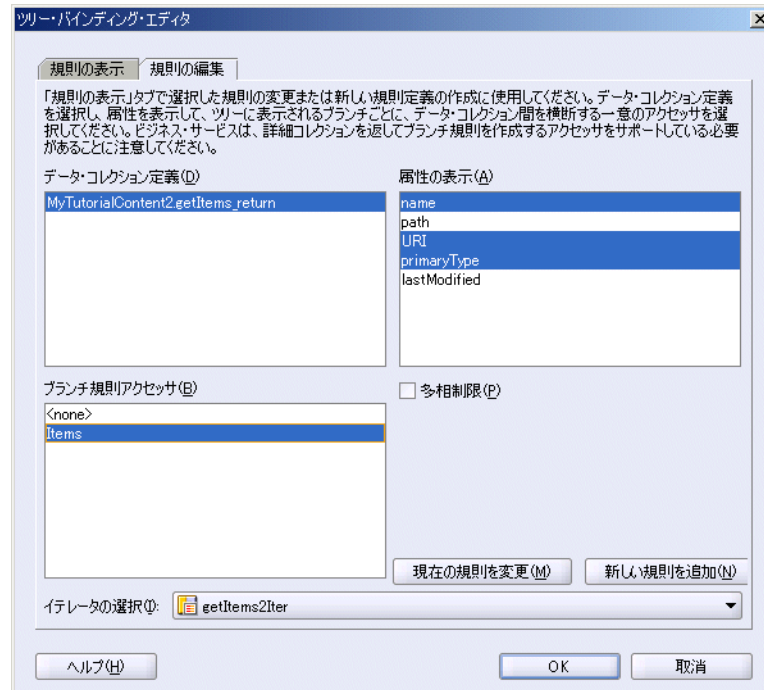 ツリー・バインディング・エディタ
規則の表示 規則の編集
「規則の表示」タブで選択した規則の変更または新しい規則定義の作成に使用してください。データ・コレクション定義
を選択し、属性を表示して、ツリーに表示されるブランチごとに、データ・コレクション間を横断する一意のアクセッサを選
択してください。ビジネス・サービスは、詳細コレクションを返してブランチ規則を作成するアクセッサをサポートしている必要
があることに注意してください。
データ・コレクション定義(D) 属性の表示(A)
MyTutorialContent2.getItems_return
name
path
URI
primaryType
lastModified
ブランチ規則アクセッサ(B)
多相制限(P)
<none>
Items
現在の規則を変更(M) 新しい規則を追加(N)
イテレータの選択(I): getItems2Iter
ヘルプ(H) OK 取消